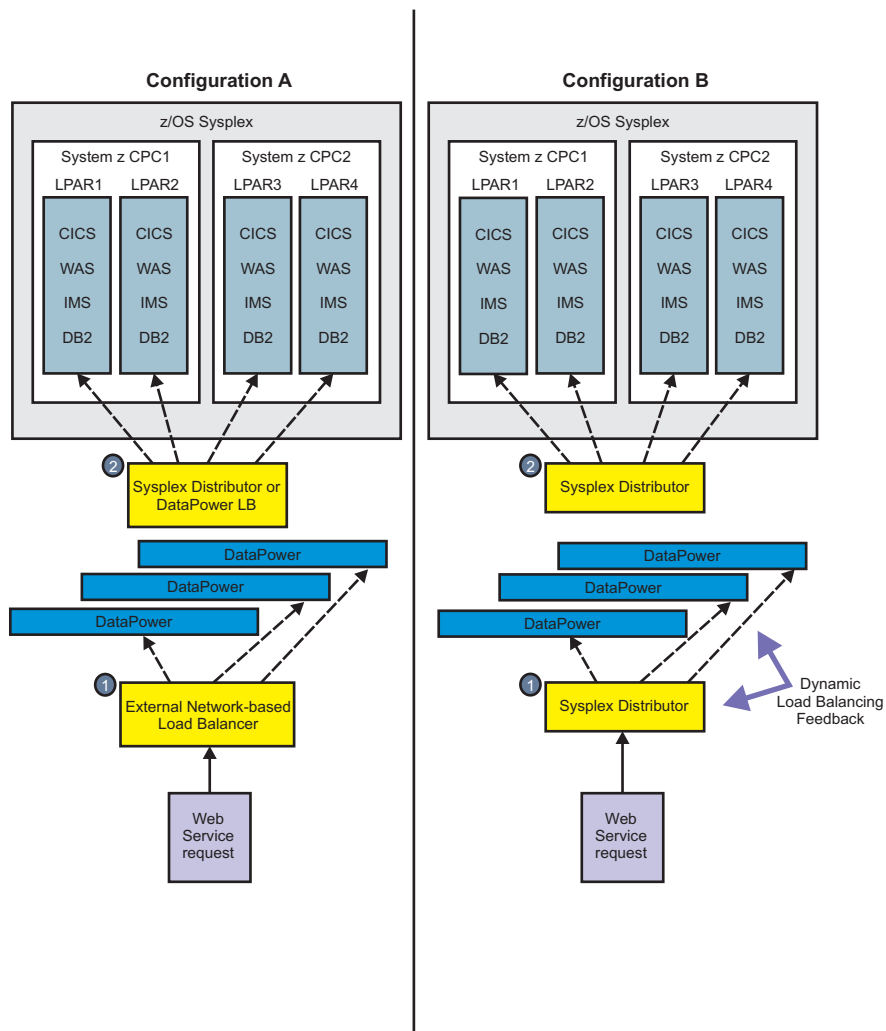 Configuration A
z/OS Sysplex
System z CPC1
System z CPC2
LPAR1
LPAR2
LPAR3
LPAR4
CICS
WAS
IMS
DB2
CICS
WAS
IMS
DB2
CICS
WAS
IMS
DB2
CICS
WAS
IMS
DB2
2
Sysplex Distributor or
DataPower LB
DataPower
DataPower
DataPower
1
External Network-based
Load Balancer
Web
Service
request
Configuration B
z/OS Sysplex
System z CPC1
System z CPC2
LPAR1
LPAR2
LPAR3
LPAR4
CICS
WAS
IMS
DB2
CICS
WAS
IMS
DB2
CICS
WAS
IMS
DB2
CICS
WAS
IMS
DB2
2
Sysplex Distributor
DataPower
DataPower
DataPower
1
Sysplex Distributor
Dynamic
Load Balancing
Feedback
Web
Service
request